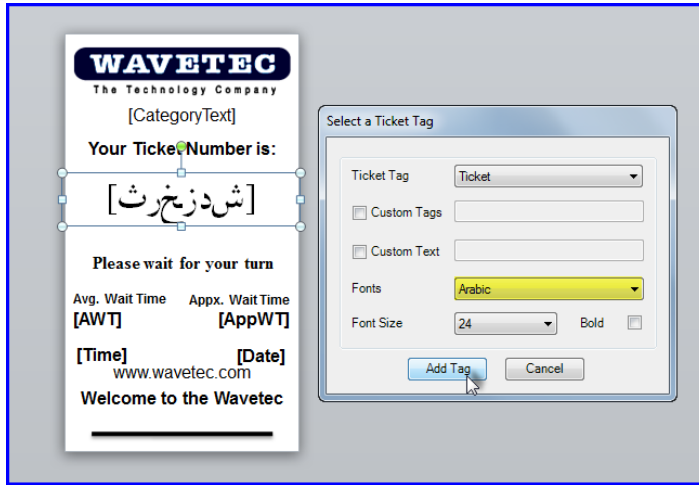 WAVETEC
The Technology Company
[CategoryText]
Your Ticket Number is:
[شدزخرث]
Please wait for your turn
Avg. Wait Time Appx. Wait Time
[AWT] [AppWT]
[Time] [Date]
www.wavetec.com
Welcome to the Wavetec
Select a Ticket Tag
Ticket Tag Ticket
Custom Tags
Custom Text
Fonts Arabic
Font Size 24 Bold
Add Tag Cancel